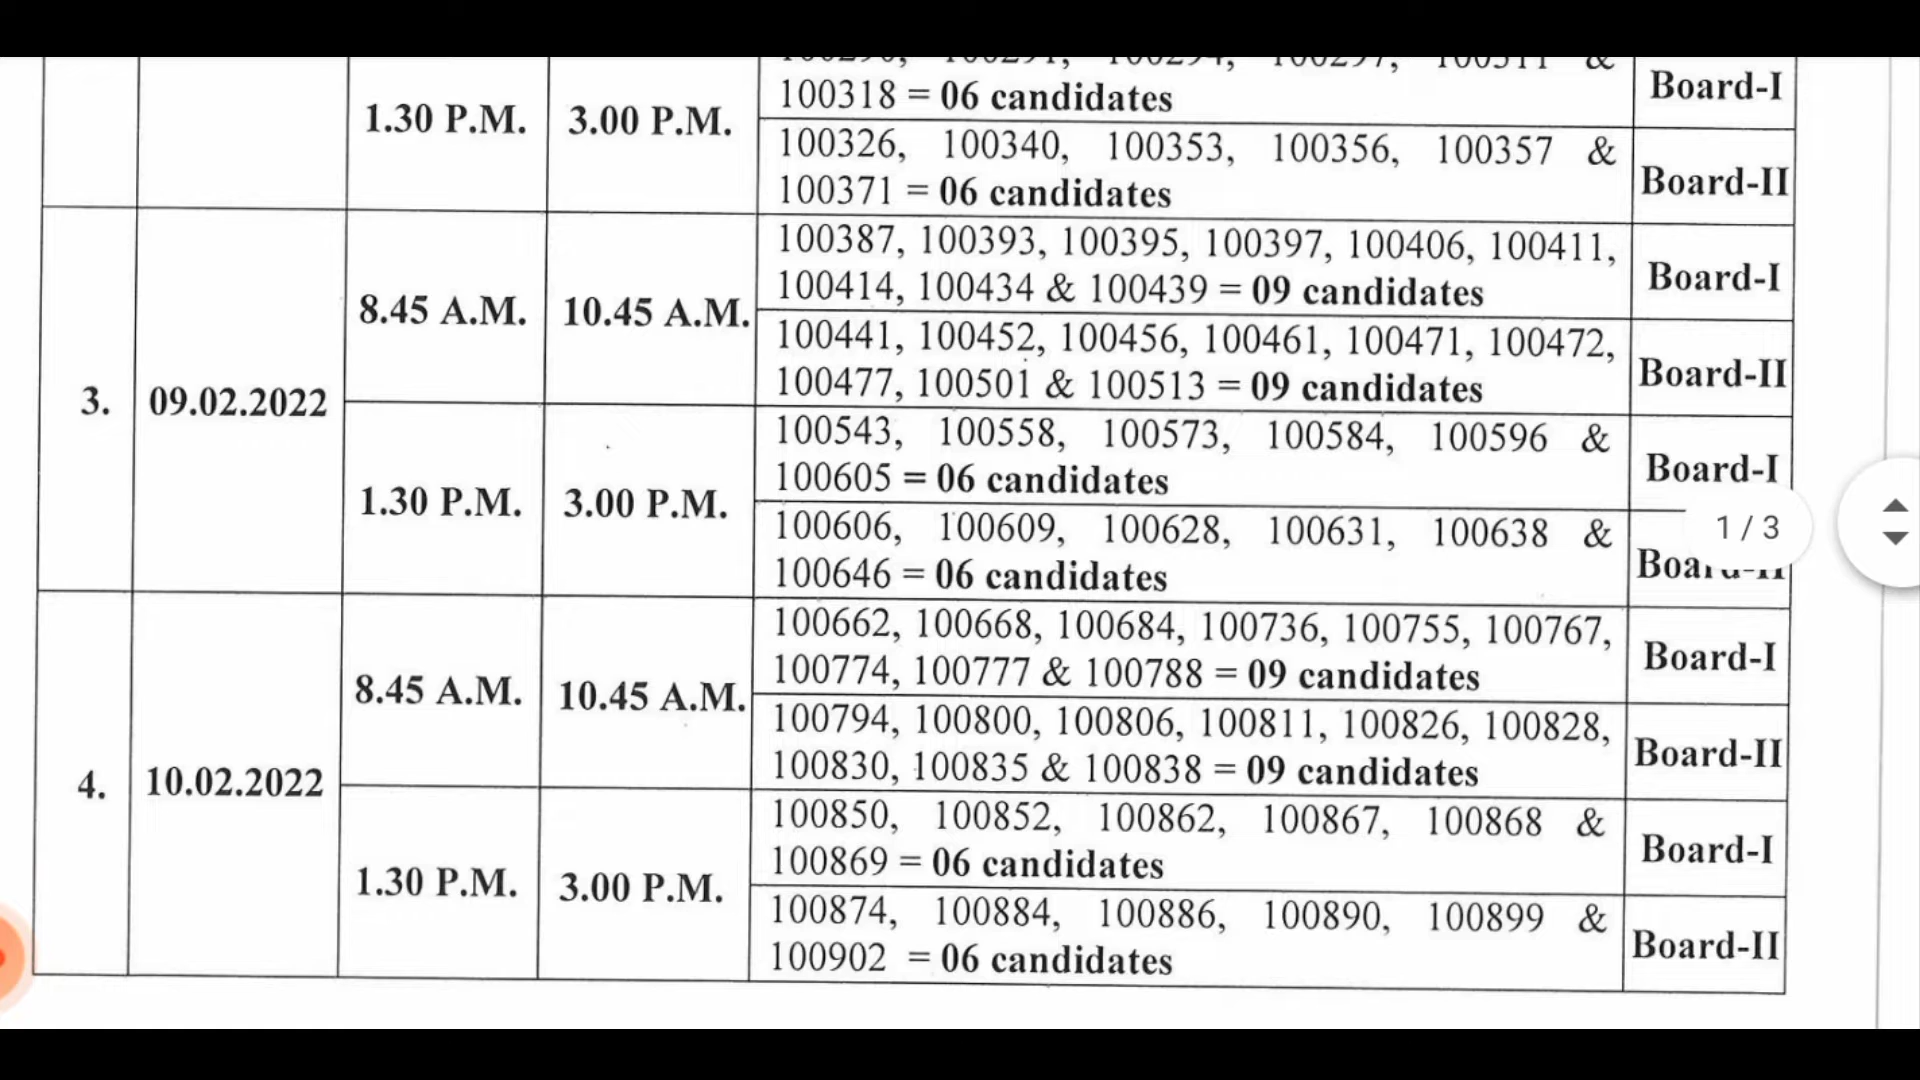 100318 = 06 candidates
Board-I
1.30 P.M. 3.00 P.M.
100326, 100340, 100353, 100356, 100357 &
100371 = 06 candidates
Board-II
3. 09.02.2022
8.45 A.M. 10.45 A.M.
100387, 100393, 100395, 100397, 100406, 100411,
100414, 100434 & 100439 = 09 candidates
Board-I
100441, 100452, 100456, 100461, 100471, 100472,
100477, 100501 & 100513 = 09 candidates
Board-II
1.30 P.M. 3.00 P.M.
100543, 100558, 100573, 100584, 100596 &
100605 = 06 candidates
Board-I
1 / 3
100606, 100609, 100628, 100631, 100638 &
100646 = 06 candidates
4. 10.02.2022
8.45 A.M. 10.45 A.M.
100662, 100668, 100684, 100736, 100755, 100767,
100774, 100777 & 100788 = 09 candidates
Board-I
100794, 100800, 100806, 100811, 100826, 100828,
100830, 100835 & 100838 = 09 candidates
Board-II
1.30 P.M. 3.00 P.M.
100850, 100852, 100862, 100867, 100868 &
100869 = 06 candidates
Board-I
100874, 100884, 100886, 100890, 100899 &
100902 = 06 candidates
Board-II